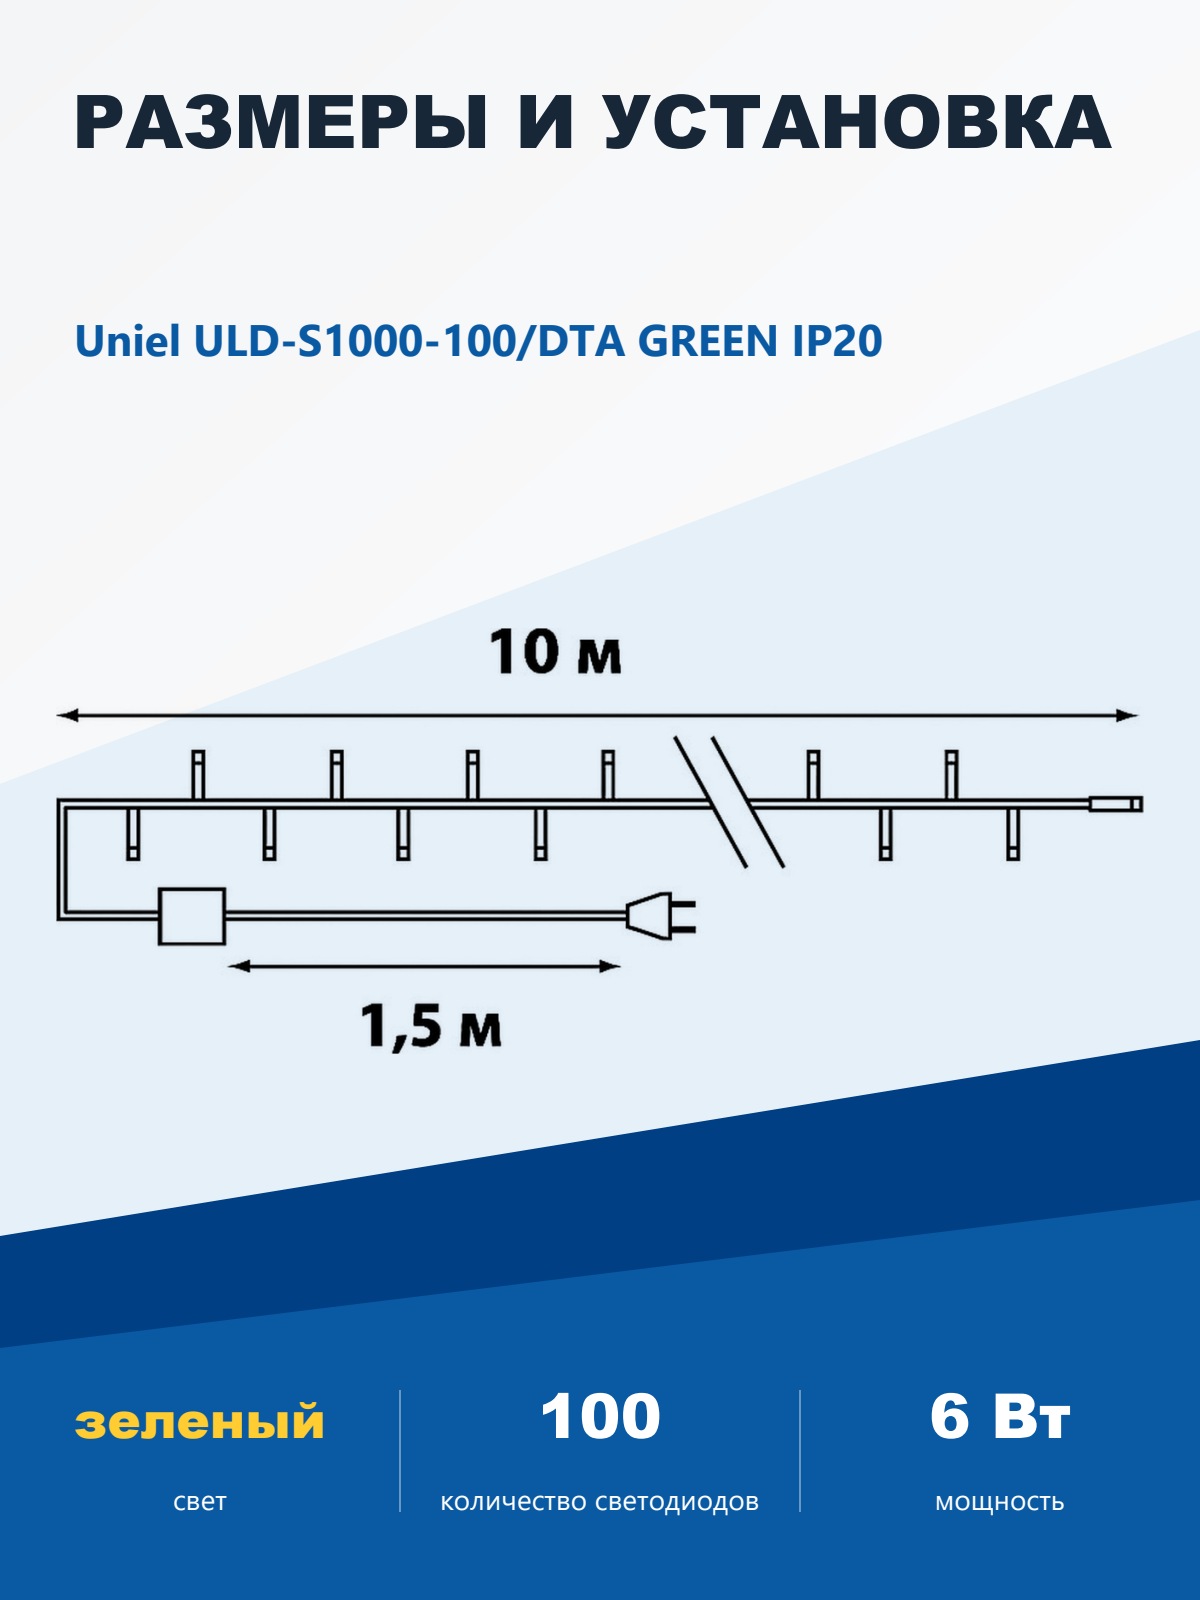 РАЗМЕРЫ И УСТАНОВКА
Uniel ULD-S1000-100/DTA GREEN IP20
10 м
1,5 м
зеленый
свет
100
количество светодиодов
6 Вт
мощность